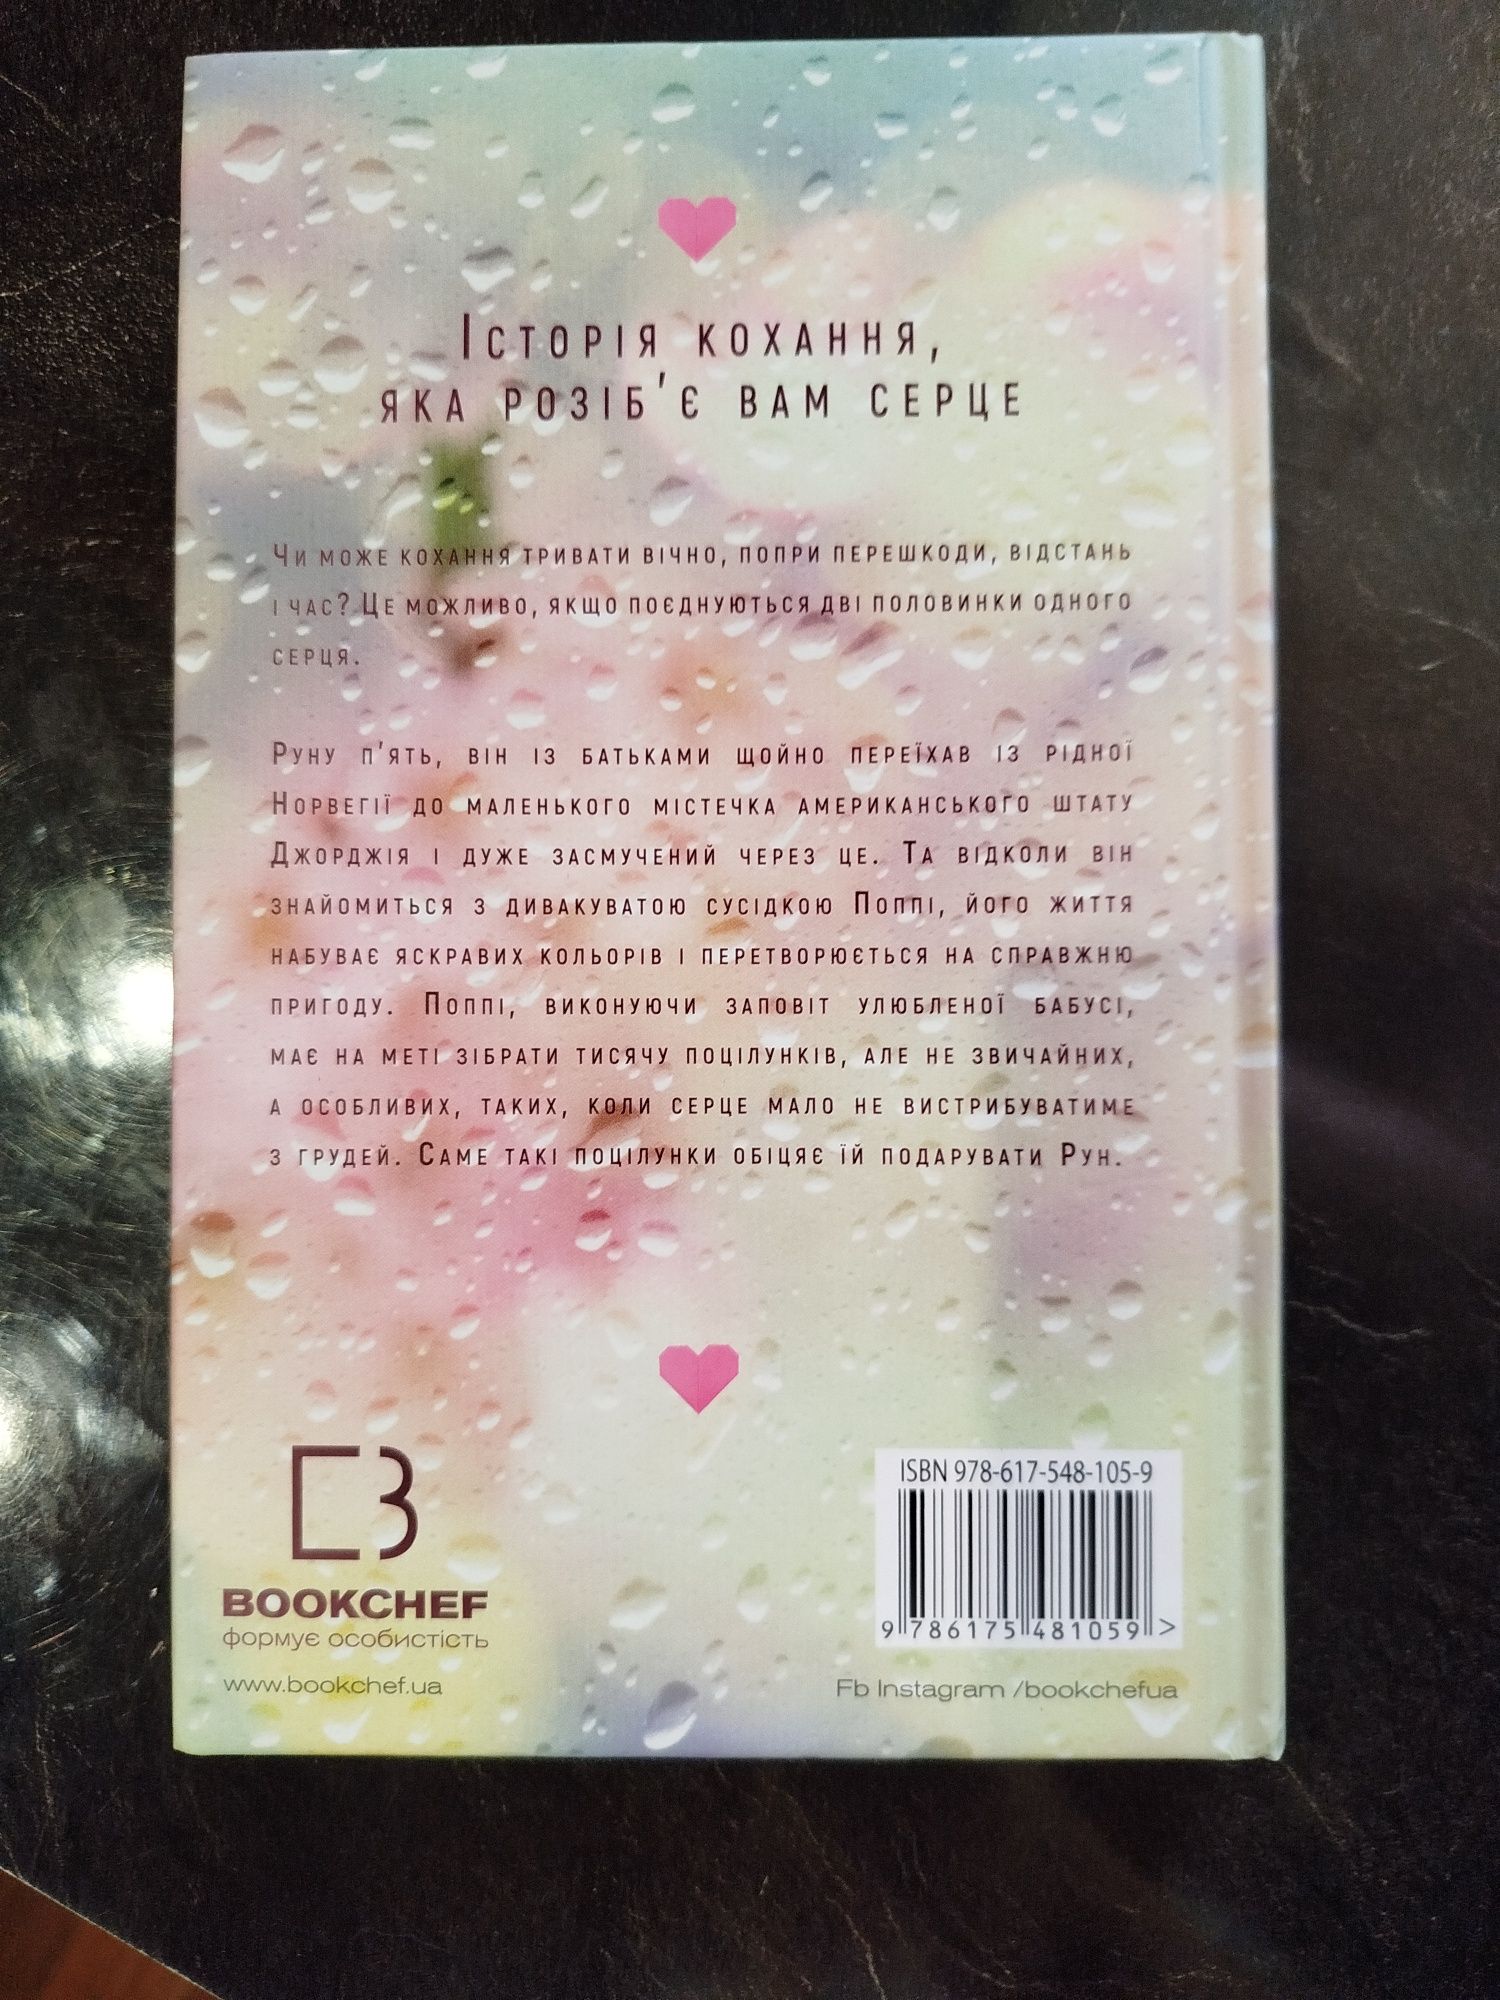 Історія кохання,
яка розіб'є вам серце
Чи може кохання тривати вічно, попри перешкоди, відстань
і час? Це можливо, якщо поєднуються дві половинки одного
серця.
Руну п'ять, він із батьками щойно переїхав із рідної
Норвегії до маленького містечка американського штату
Джорджія і дуже засмучений через це. Та відколи він
знайомиться з дивакуватою сусідкою Поппі, його життя
набуває яскравих кольорів і перетворюється на справжню
пригоду. Поппі, виконуючи заповіт улюбленої бабусі,
має на меті зібрати тисячу поцілунків, але не звичайних,
а особливих, таких, коли серце мало не вистрибуватиме
з грудей. Саме такі поцілунки обіцяє їй подарувати Рун.
BOOKCHEF
формує особистість
www.bookchef.ua
ISBN 978-617-548-105-9
9 786175 481059 >
Fb Instagram /bookchefua